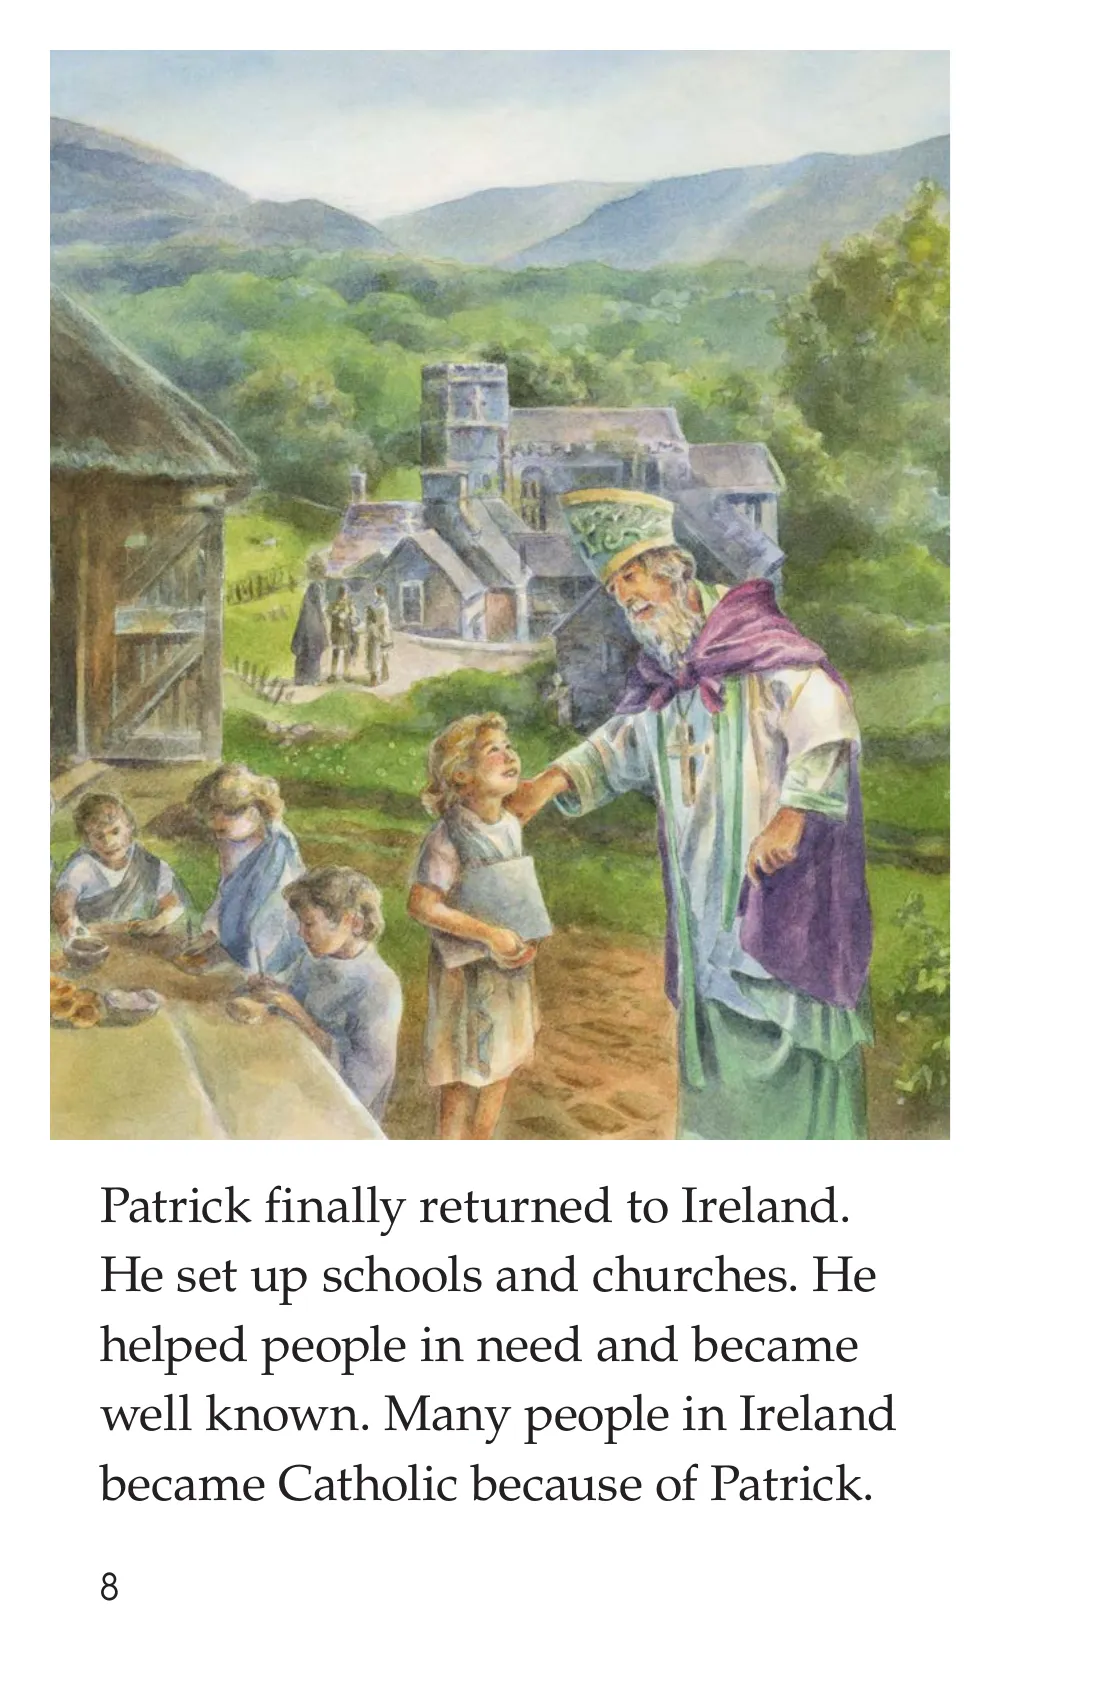 Patrick finally returned to Ireland.
He set up schools and churches. He
helped people in need and became
well known. Many people in Ireland
became Catholic because of Patrick.
8